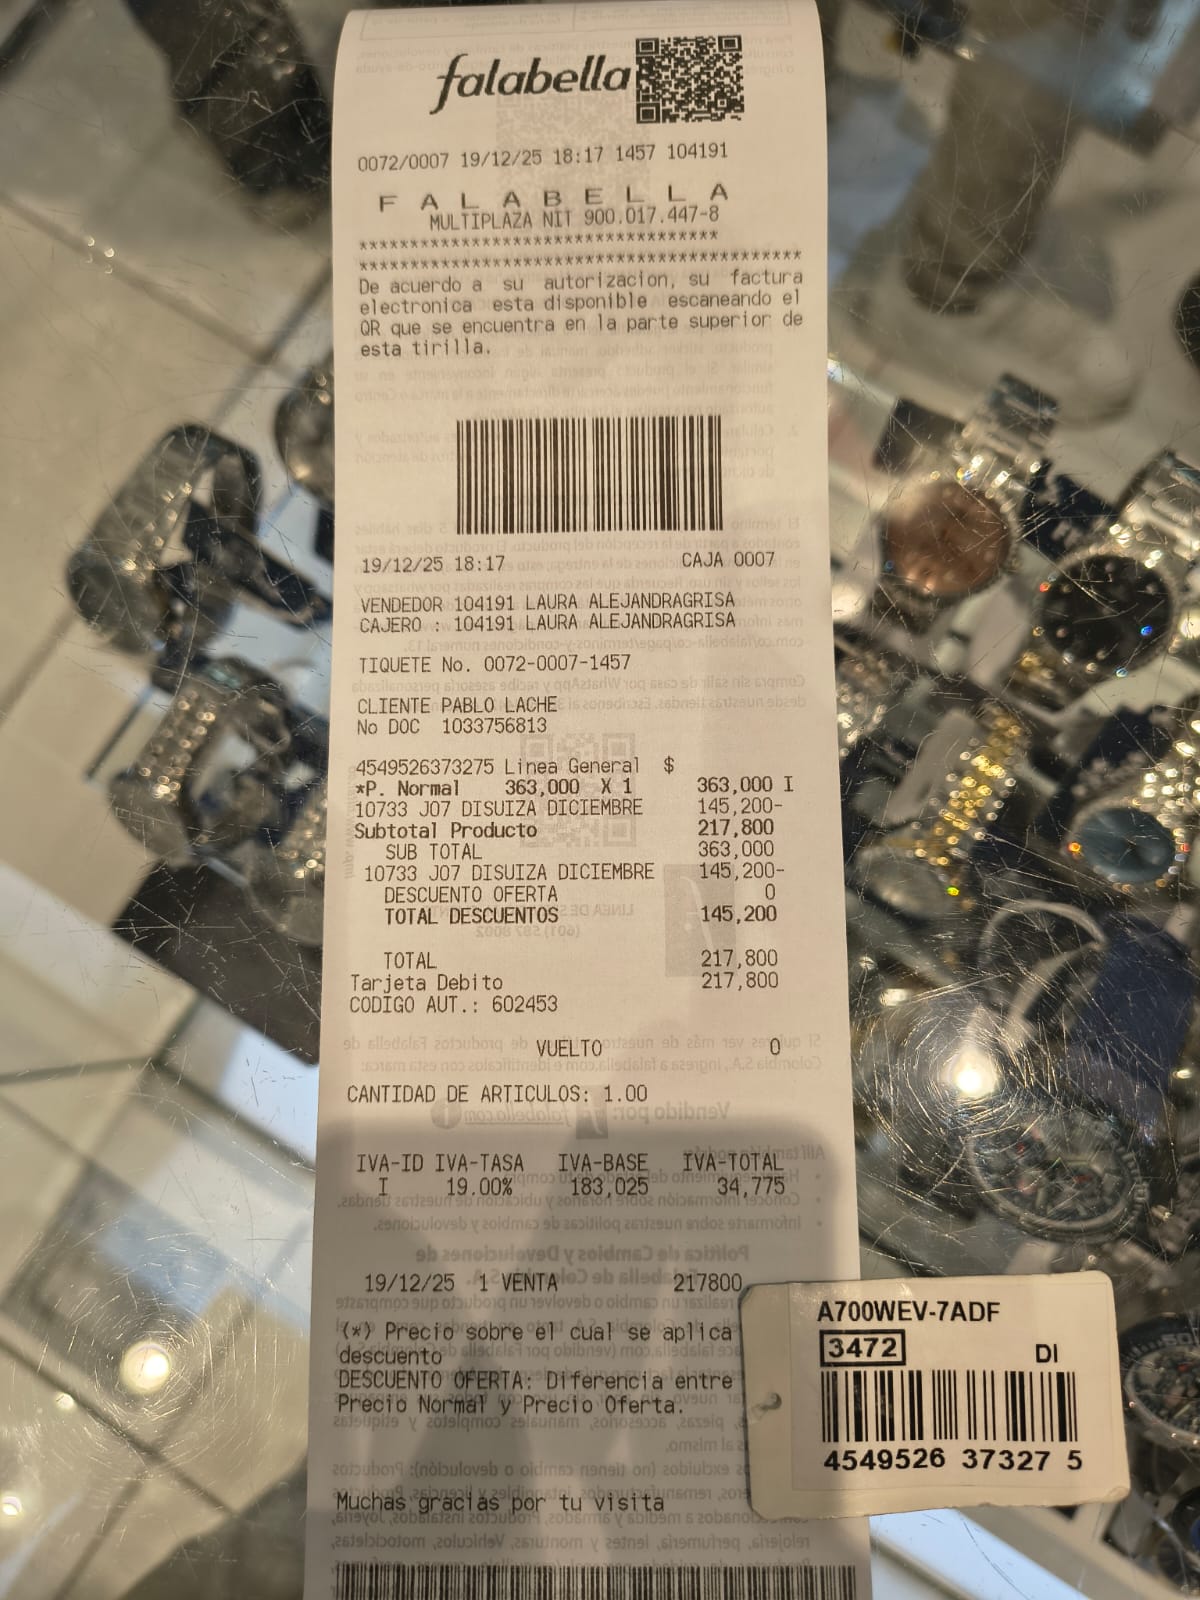 falabella
0072/0007 19/12/25 18:17 1457 104191
F A L A B E L L A
MULTIPLAZA NIT 900.017.447-8
***********************************
*******************************************
De acuerdo a su autorizacion, su factura
electronica esta disponible escaneando el
QR que se encuentra en la parte superior de
esta tirilla.
19/12/25 18:17 CAJA 0007
VENDEDOR 104191 LAURA ALEJANDRAGRISA
CAJERO : 104191 LAURA ALEJANDRAGRISA
TIQUETE No. 0072-0007-1457
CLIENTE PABLO LACHE
No DOC 1033756813
4549526373275 Linea General $
*P. Normal 363,000 X 1 363,000 I
10733 J07 DISUIZA DICIEMBRE 145,200-
Subtotal Producto 217,800
SUB TOTAL 363,000
10733 J07 DISUIZA DICIEMBRE 145,200-
DESCUENTO OFERTA 0
TOTAL DESCUENTOS 145,200
TOTAL 217,800
Tarjeta Debito 217,800
CODIGO AUT.: 602453
VUELTO 0
CANTIDAD DE ARTICULOS: 1.00
IVA-ID IVA-TASA IVA-BASE IVA-TOTAL
I 19.00% 183,025 34,775
19/12/25 1 VENTA 217800
(*) Precio sobre el cual se aplica
descuento
DESCUENTO OFERTA: Diferencia entre
Precio Normal y Precio Oferta.
Muchas gracias por tu visita
A700WEV-7ADF
3472 DI
4549526 37327 5